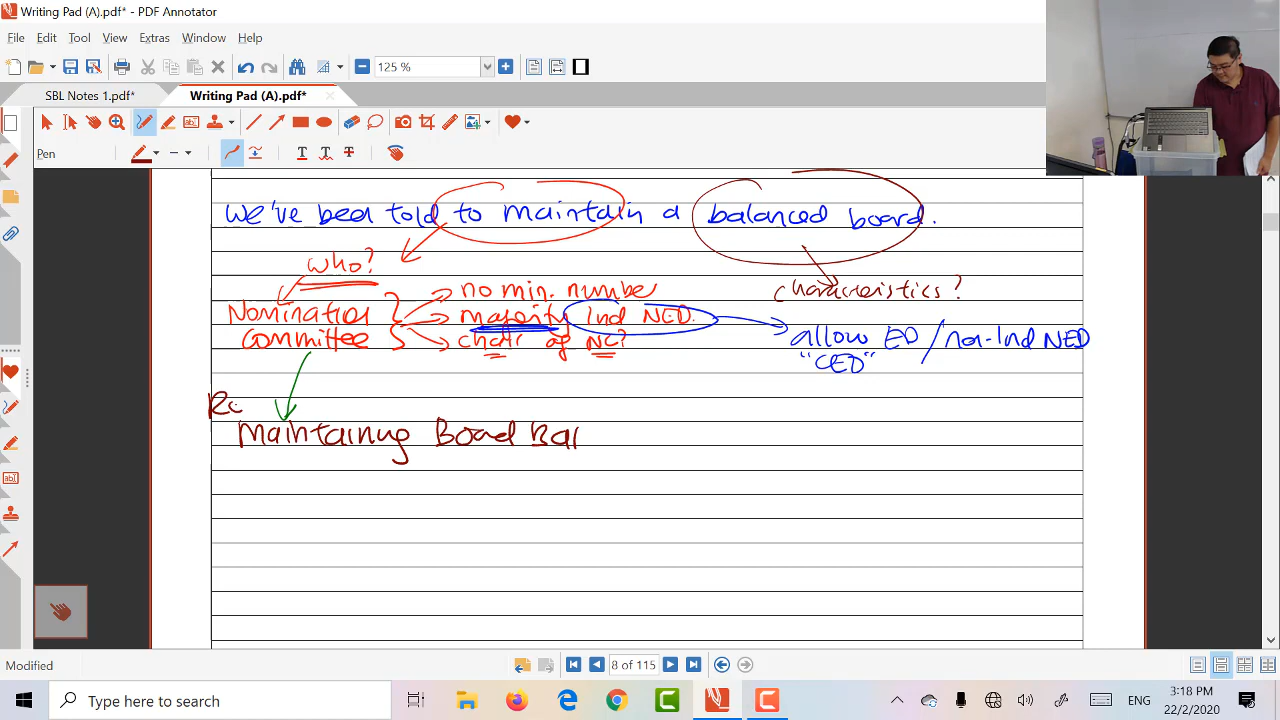 Writing Pad (A).pdf* - PDF Annotator
File Edit Tool View Extras Window Help
125 %
SBL Notes 1.pdf* Writing Pad (A).pdf*
Pen
We've been told to maintain a balanced board.
who?
characteristics?
no min. number
Nomination
majority Ind NED.
Committee
chair of NC?
allow ED / non-Ind NED
"CED"
Ro
Maintaining Board Bal
Modified
8 of 115
Type here to search
ENG
3:18 PM
22/2/2020